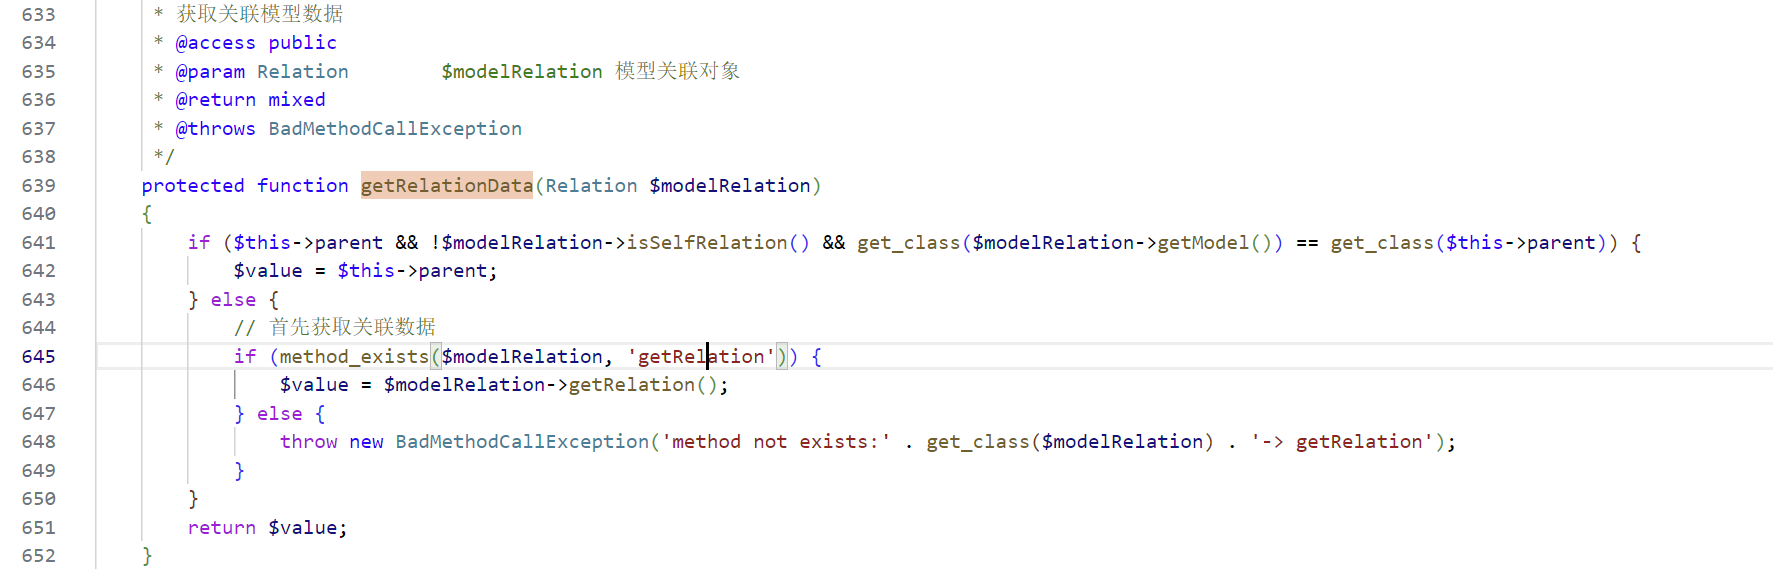 633 * 获取关联模型数据
634 * @access public
635 * @param Relation        $modelRelation 模型关联对象
636 * @return mixed
637 * @throws BadMethodCallException
638 */
639 protected function getRelationData(Relation $modelRelation)
640 {
641     if ($this->parent && !$modelRelation->isSelfRelation() && get_class($modelRelation->getModel()) == get_class($this->parent)) {
642         $value = $this->parent;
643     } else {
644         // 首先获取关联数据
645         if (method_exists($modelRelation, 'getRelation')) {
646             $value = $modelRelation->getRelation();
647         } else {
648             throw new BadMethodCallException('method not exists:' . get_class($modelRelation) . '-> getRelation');
649         }
650     }
651     return $value;
652 }